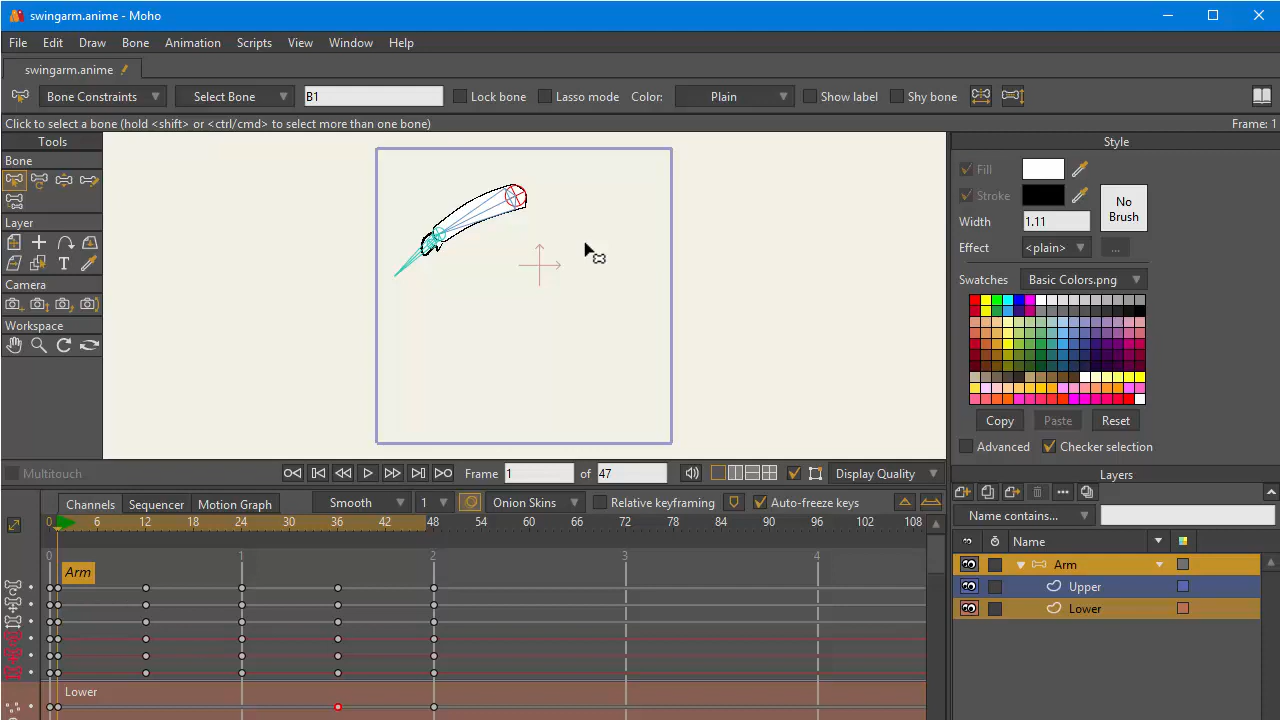 swingarm.anime - Moho
File Edit Draw Bone Animation Scripts View Window Help
swingarm.anime
Bone Constraints Select Bone B1 Lock bone Lasso mode Color: Plain Show label Shy bone
Click to select a bone (hold <shift> or <ctrl/cmd> to select more than one bone) Frame: 1
Tools
Bone
Layer
T
Camera
Workspace
Style
Fill
Stroke
No Brush
Width 1.11
Effect <plain> ...
Swatches Basic Colors.png
Copy Paste Reset
Advanced Checker selection
Multitouch Frame 1 of 47 Display Quality
Channels Sequencer Motion Graph Smooth 1 Onion Skins Relative keyframing Auto-freeze keys
0 6 12 18 24 30 36 42 48 54 60 66 72 78 84 90 96 102 108
0 1 2 3 4
Arm
Lower
Layers
Name contains...
Name
Arm
Upper
Lower